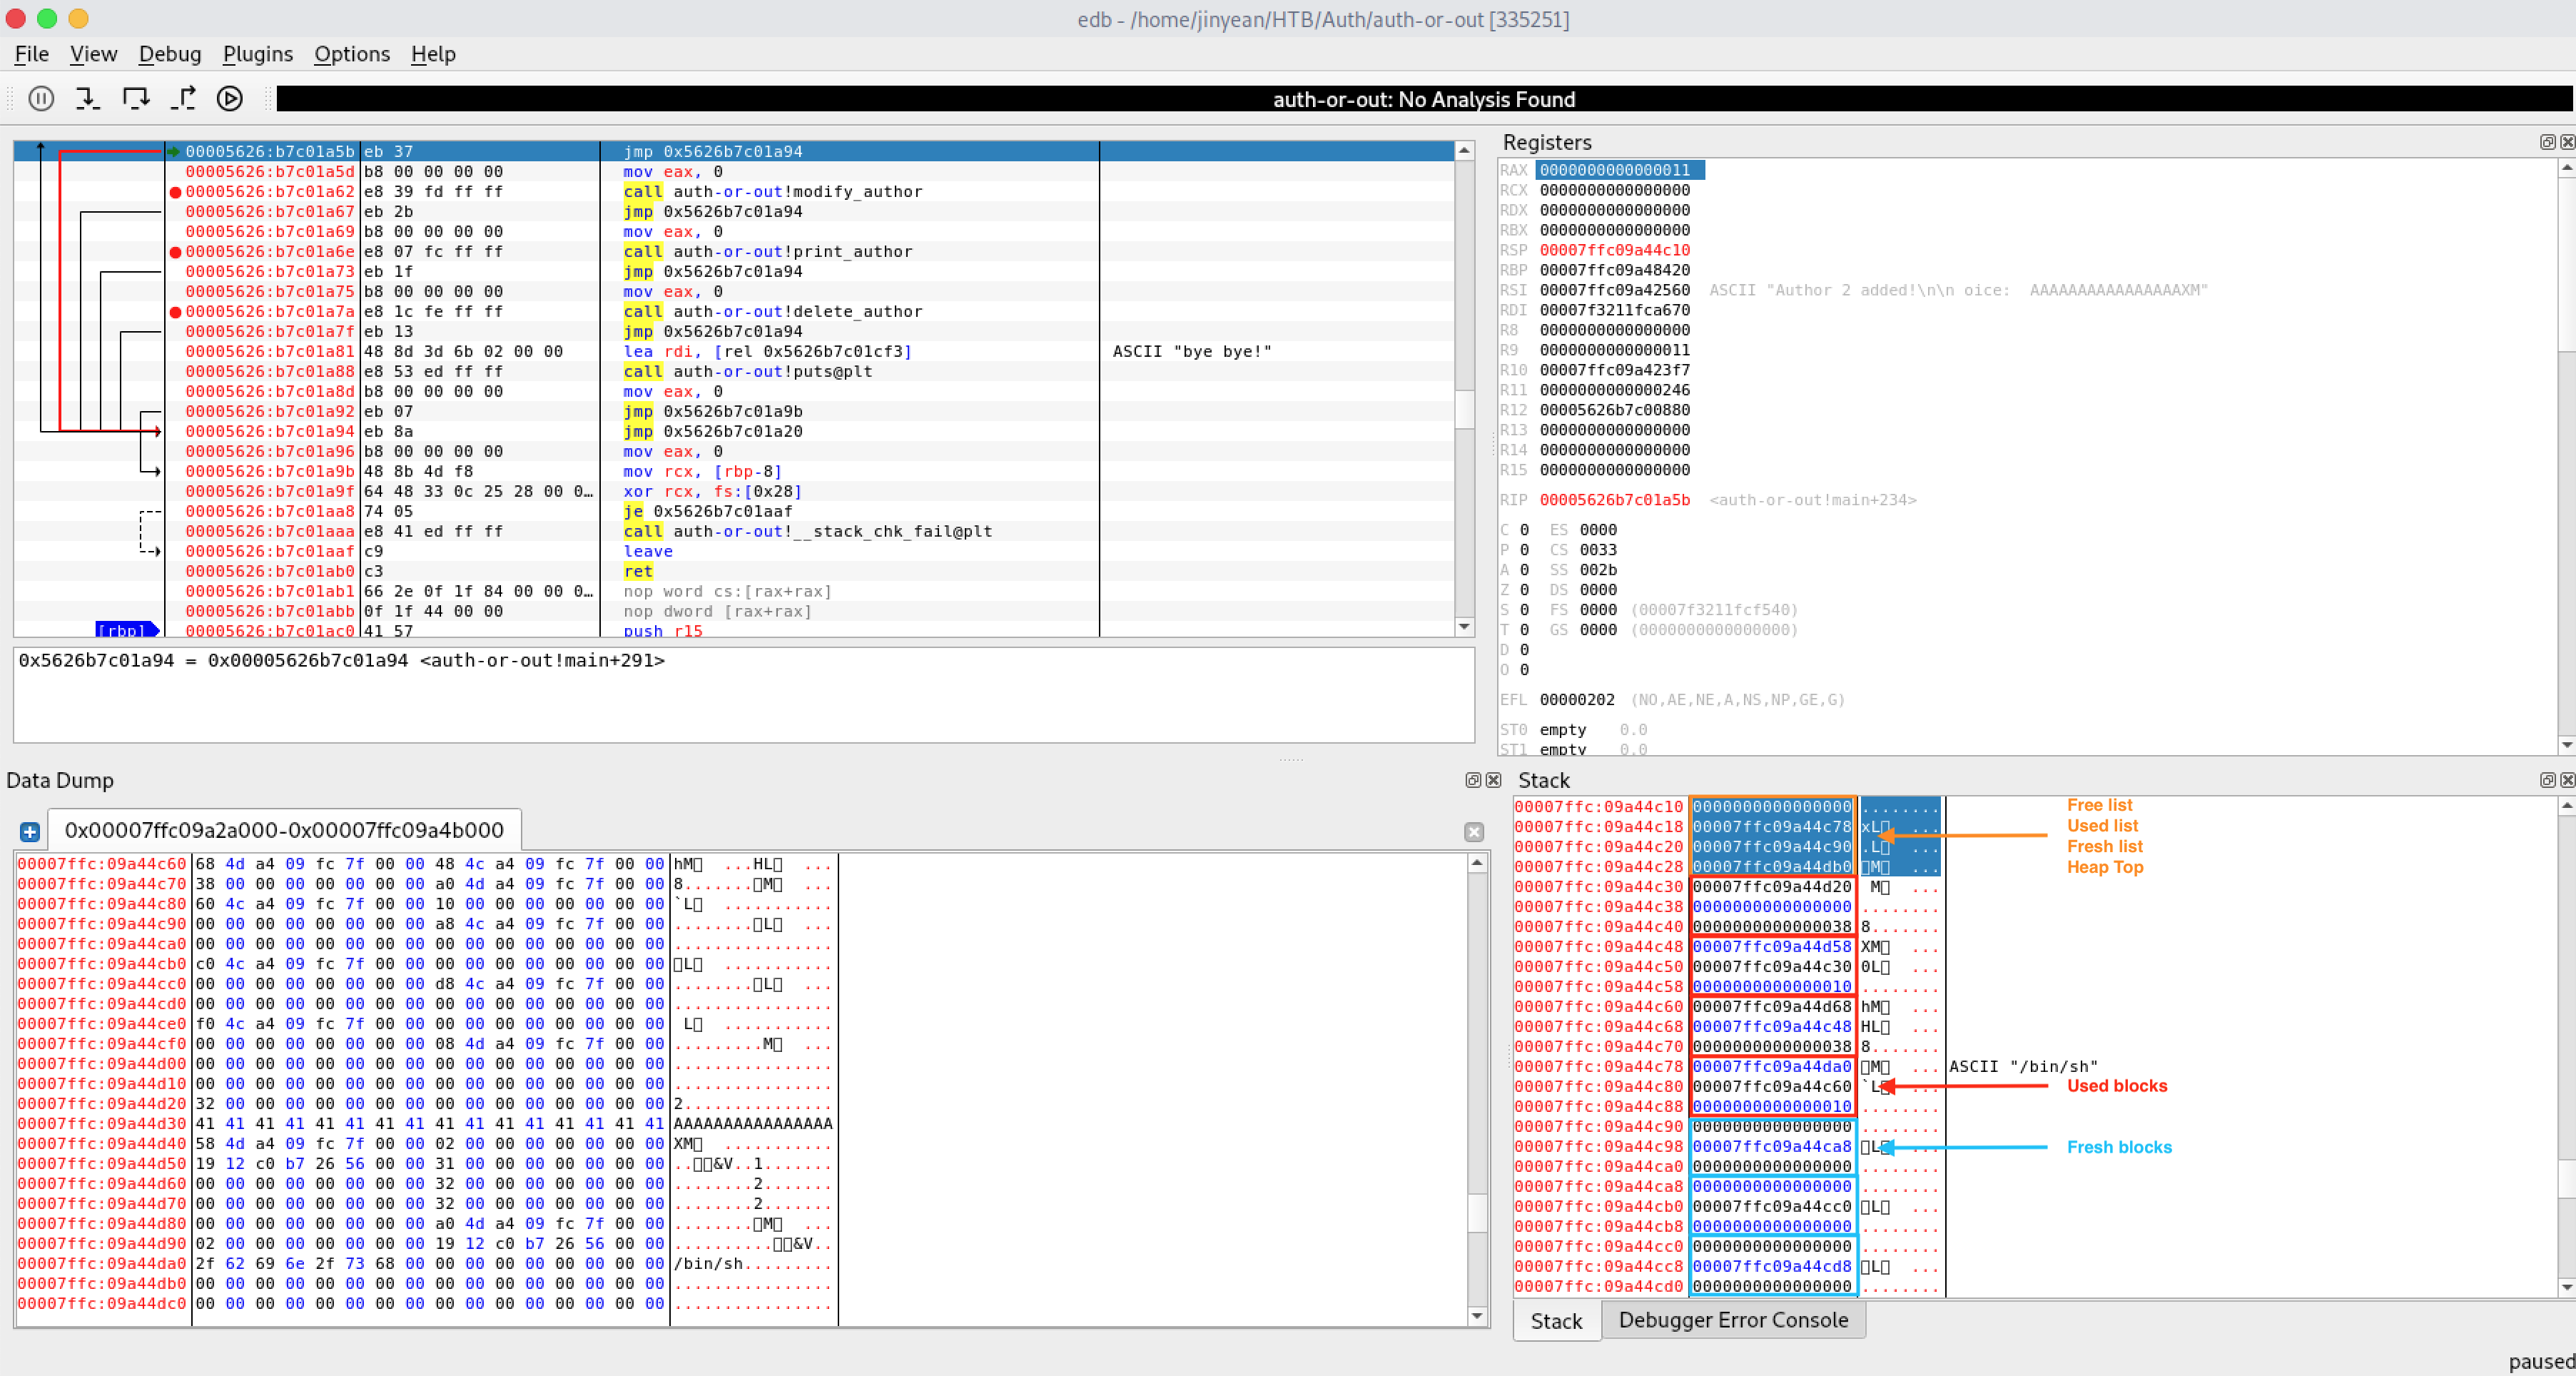 edb - /home/jinyean/HTB/Auth/auth-or-out [335251]
File View Debug Plugins Options Help
auth-or-out: No Analysis Found
00005626:b7c01a5b eb 37 jmp 0x5626b7c01a94
00005626:b7c01a5d b8 00 00 00 00 mov eax, 0
00005626:b7c01a62 e8 39 fd ff ff call auth-or-out!modify_author
00005626:b7c01a67 eb 2b jmp 0x5626b7c01a94
00005626:b7c01a69 b8 00 00 00 00 mov eax, 0
00005626:b7c01a6e e8 07 fc ff ff call auth-or-out!print_author
00005626:b7c01a73 eb 1f jmp 0x5626b7c01a94
00005626:b7c01a75 b8 00 00 00 00 mov eax, 0
00005626:b7c01a7a e8 1c fe ff ff call auth-or-out!delete_author
00005626:b7c01a7f eb 13 jmp 0x5626b7c01a94
00005626:b7c01a81 48 8d 3d 6b 02 00 00 lea rdi, [rel 0x5626b7c01cf3] ASCII "bye bye!"
00005626:b7c01a88 e8 53 ed ff ff call auth-or-out!puts@plt
00005626:b7c01a8d b8 00 00 00 00 mov eax, 0
00005626:b7c01a92 eb 07 jmp 0x5626b7c01a9b
00005626:b7c01a94 eb 8a jmp 0x5626b7c01a20
00005626:b7c01a96 b8 00 00 00 00 mov eax, 0
00005626:b7c01a9b 48 8b 4d f8 mov rcx, [rbp-8]
00005626:b7c01a9f 64 48 33 0c 25 28 00 0… xor rcx, fs:[0x28]
00005626:b7c01aa8 74 05 je 0x5626b7c01aaf
00005626:b7c01aaa e8 41 ed ff ff call auth-or-out!__stack_chk_fail@plt
00005626:b7c01aaf c9 leave
00005626:b7c01ab0 c3 ret
00005626:b7c01ab1 66 2e 0f 1f 84 00 00 0… nop word cs:[rax+rax]
00005626:b7c01abb 0f 1f 44 00 00 nop dword [rax+rax]
[rbp] 00005626:b7c01ac0 41 57 push r15
0x5626b7c01a94 = 0x00005626b7c01a94 <auth-or-out!main+291>
Registers
RAX 0000000000000011
RCX 0000000000000000
RDX 0000000000000000
RBX 0000000000000000
RSP 00007ffc09a44c10
RBP 00007ffc09a48420
RSI 00007ffc09a42560 ASCII "Author 2 added!\n\n oice: AAAAAAAAAAAAAAAAXM"
RDI 00007f3211fca670
R8 0000000000000000
R9 0000000000000011
R10 00007ffc09a423f7
R11 0000000000000246
R12 00005626b7c00880
R13 0000000000000000
R14 0000000000000000
R15 0000000000000000
RIP 00005626b7c01a5b <auth-or-out!main+234>
C 0 ES 0000
P 0 CS 0033
A 0 SS 002b
Z 0 DS 0000
S 0 FS 0000 (00007f3211fcf540)
T 0 GS 0000 (0000000000000000)
D 0
O 0
EFL 00000202 (NO,AE,NE,A,NS,NP,GE,G)
ST0 empty 0.0
ST1 empty 0.0
Data Dump
0x00007ffc09a2a000-0x00007ffc09a4b000
00007ffc:09a44c60 68 4d a4 09 fc 7f 00 00 48 4c a4 09 fc 7f 00 00 hM ...HL ...
00007ffc:09a44c70 38 00 00 00 00 00 00 00 a0 4d a4 09 fc 7f 00 00 8....... M ...
00007ffc:09a44c80 60 4c a4 09 fc 7f 00 00 10 00 00 00 00 00 00 00 `L ...........
00007ffc:09a44c90 00 00 00 00 00 00 00 00 a8 4c a4 09 fc 7f 00 00 ........ L ...
00007ffc:09a44ca0 00 00 00 00 00 00 00 00 00 00 00 00 00 00 00 00 ................
00007ffc:09a44cb0 c0 4c a4 09 fc 7f 00 00 00 00 00 00 00 00 00 00 L ...........
00007ffc:09a44cc0 00 00 00 00 00 00 00 00 d8 4c a4 09 fc 7f 00 00 ........ L ...
00007ffc:09a44cd0 00 00 00 00 00 00 00 00 00 00 00 00 00 00 00 00 ................
00007ffc:09a44ce0 f0 4c a4 09 fc 7f 00 00 00 00 00 00 00 00 00 00 L ...........
00007ffc:09a44cf0 00 00 00 00 00 00 00 00 08 4d a4 09 fc 7f 00 00 .........M ...
00007ffc:09a44d00 00 00 00 00 00 00 00 00 00 00 00 00 00 00 00 00 ................
00007ffc:09a44d10 00 00 00 00 00 00 00 00 00 00 00 00 00 00 00 00 ................
00007ffc:09a44d20 32 00 00 00 00 00 00 00 00 00 00 00 00 00 00 00 2...............
00007ffc:09a44d30 41 41 41 41 41 41 41 41 41 41 41 41 41 41 41 41 AAAAAAAAAAAAAAAA
00007ffc:09a44d40 58 4d a4 09 fc 7f 00 00 02 00 00 00 00 00 00 00 XM ...........
00007ffc:09a44d50 19 12 c0 b7 26 56 00 00 31 00 00 00 00 00 00 00 .. &V..1.......
00007ffc:09a44d60 00 00 00 00 00 00 00 00 32 00 00 00 00 00 00 00 ........2.......
00007ffc:09a44d70 00 00 00 00 00 00 00 00 32 00 00 00 00 00 00 00 ........2.......
00007ffc:09a44d80 00 00 00 00 00 00 00 00 a0 4d a4 09 fc 7f 00 00 ........ M ...
00007ffc:09a44d90 02 00 00 00 00 00 00 00 19 12 c0 b7 26 56 00 00 .......... &V..
00007ffc:09a44da0 2f 62 69 6e 2f 73 68 00 00 00 00 00 00 00 00 00 /bin/sh.........
00007ffc:09a44db0 00 00 00 00 00 00 00 00 00 00 00 00 00 00 00 00 ................
00007ffc:09a44dc0 00 00 00 00 00 00 00 00 00 00 00 00 00 00 00 00 ................
Stack
00007ffc:09a44c10 0000000000000000 ........ Free list
00007ffc:09a44c18 00007ffc09a44c78 xL ... Used list
00007ffc:09a44c20 00007ffc09a44c90 .L ... Fresh list
00007ffc:09a44c28 00007ffc09a44db0 M ... Heap Top
00007ffc:09a44c30 00007ffc09a44d20 M ...
00007ffc:09a44c38 0000000000000000 ........
00007ffc:09a44c40 0000000000000038 8.......
00007ffc:09a44c48 00007ffc09a44d58 XM ...
00007ffc:09a44c50 00007ffc09a44c30 0L ...
00007ffc:09a44c58 0000000000000010 ........
00007ffc:09a44c60 00007ffc09a44d68 hM ...
00007ffc:09a44c68 00007ffc09a44c48 HL ...
00007ffc:09a44c70 0000000000000038 8.......
00007ffc:09a44c78 00007ffc09a44da0 M ... ASCII "/bin/sh"
00007ffc:09a44c80 00007ffc09a44c60 `L ... Used blocks
00007ffc:09a44c88 0000000000000010 ........
00007ffc:09a44c90 0000000000000000 ........
00007ffc:09a44c98 00007ffc09a44ca8 L ... Fresh blocks
00007ffc:09a44ca0 0000000000000000 ........
00007ffc:09a44ca8 0000000000000000 ........
00007ffc:09a44cb0 00007ffc09a44cc0 L ...
00007ffc:09a44cb8 0000000000000000 ........
00007ffc:09a44cc0 0000000000000000 ........
00007ffc:09a44cc8 00007ffc09a44cd8 L ...
00007ffc:09a44cd0 0000000000000000 ........
Stack Debugger Error Console
paused